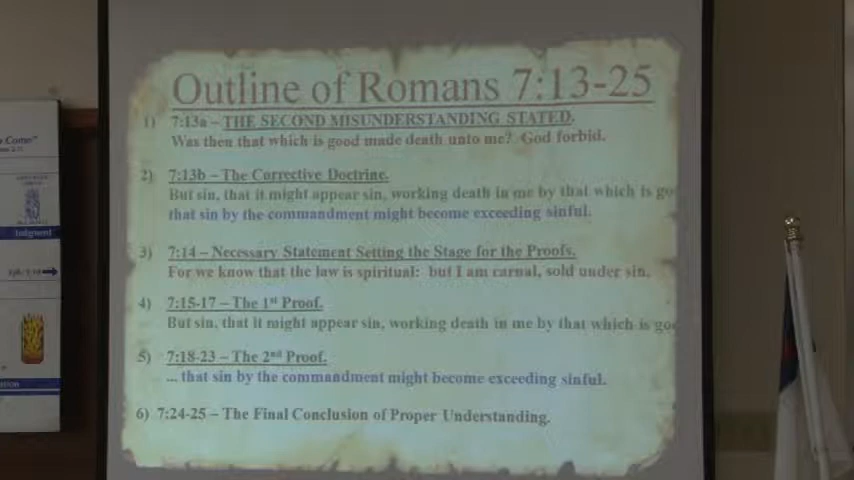 Outline of Romans 7:13-25
1) 7:13a – THE SECOND MISUNDERSTANDING STATED.
Was then that which is good made death unto me? God forbid.
2) 7:13b – The Corrective Doctrine.
But sin, that it might appear sin, working death in me by that which is go
that sin by the commandment might become exceeding sinful.
3) 7:14 – Necessary Statement Setting the Stage for the Proofs.
For we know that the law is spiritual: but I am carnal, sold under sin.
4) 7:15-17 – The 1st Proof.
But sin, that it might appear sin, working death in me by that which is goo
5) 7:18-23 – The 2nd Proof.
... that sin by the commandment might become exceeding sinful.
6) 7:24-25 – The Final Conclusion of Proper Understanding.
Come"
Judgment